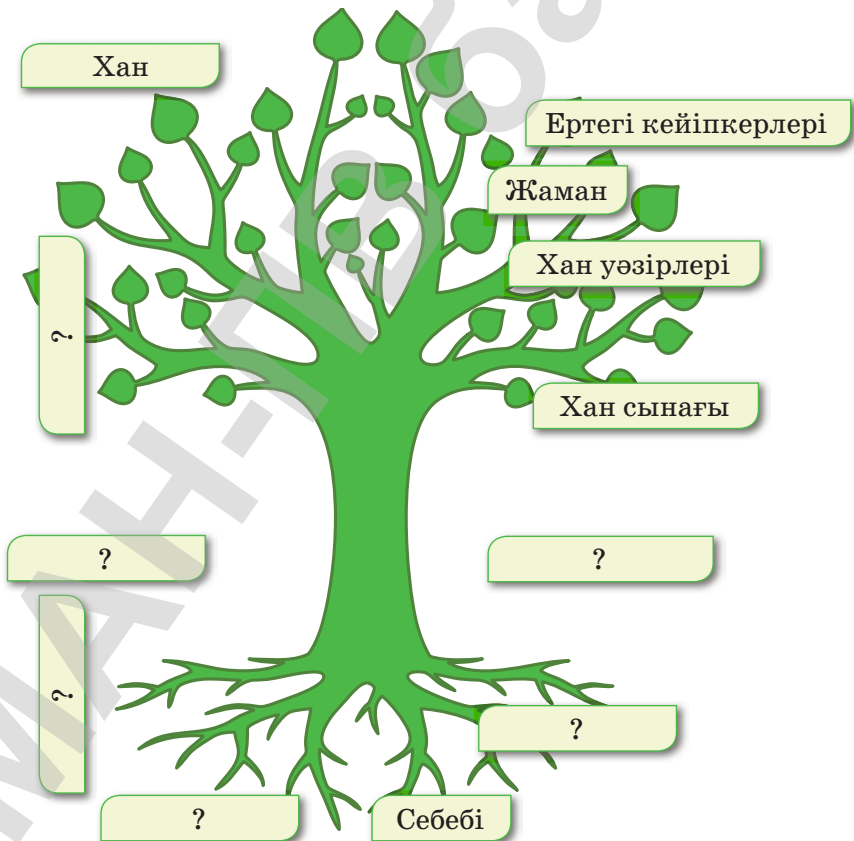 Хан
Ертегі кейіпкерлері
Жаман
Хан уәзірлері
?
Хан сынағы
?
?
?
?
?
Себебі